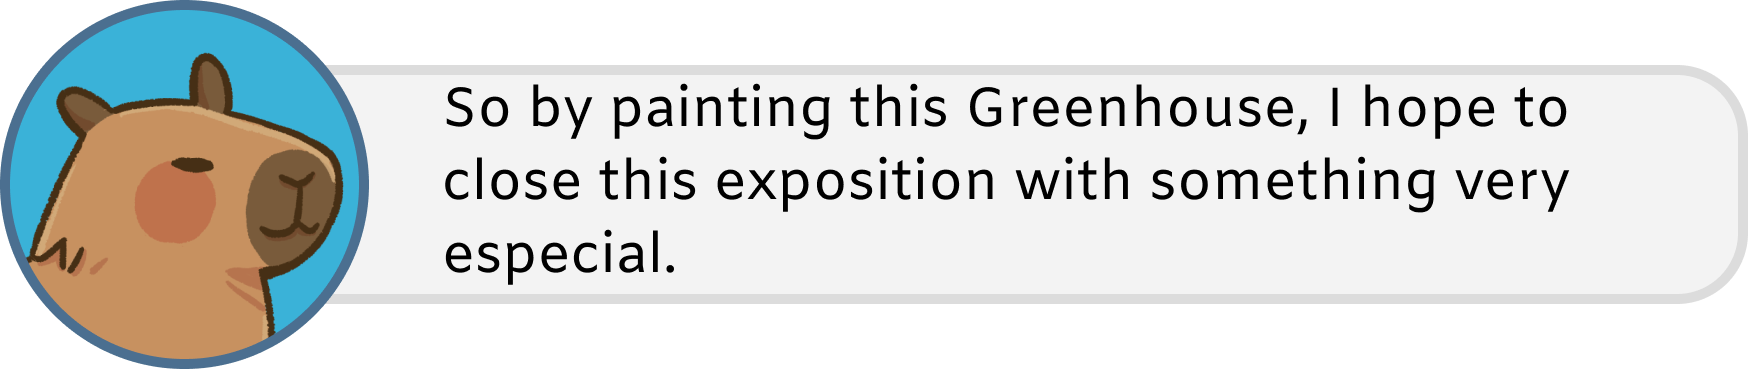 So by painting this Greenhouse, I hope to
close this exposition with something very
especial.